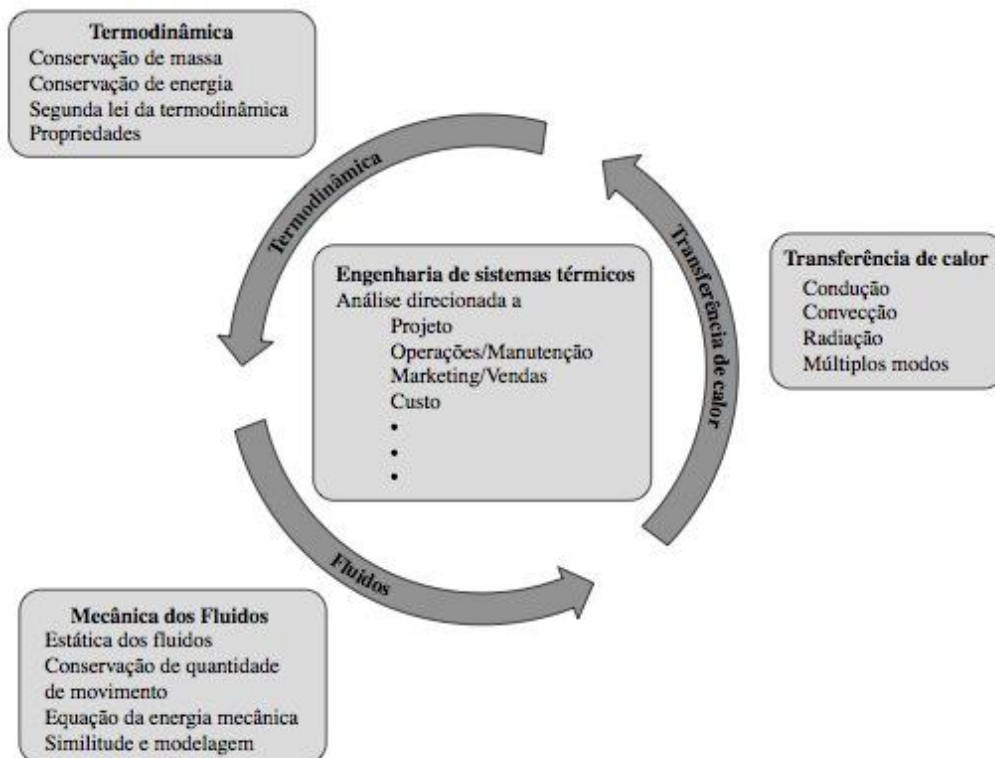 Termodinâmica
Conservação de massa
Conservação de energia
Segunda lei da termodinâmica
Propriedades
Termodinâmica
Engenharia de sistemas térmicos
Análise direcionada a
Projeto
Operações/Manutenção
Marketing/Vendas
Custo
•
•
•
Transferência de calor
Transferência de calor
Condução
Convecção
Radiação
Múltiplos modos
Fluidos
Mecânica dos Fluidos
Estática dos fluidos
Conservação de quantidade
de movimento
Equação da energia mecânica
Similitude e modelagem